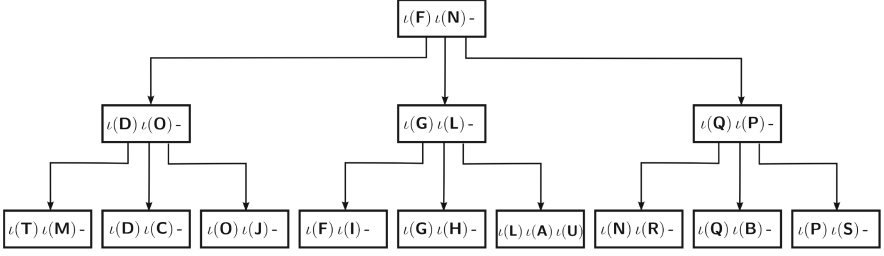 ι(F) ι(N) -
ι(D) ι(O) - ι(G) ι(L) - ι(Q) ι(P) -
ι(T) ι(M) - ι(D) ι(C) - ι(O) ι(J) - ι(F) ι(I) - ι(G) ι(H) - ι(L) ι(A) ι(U) ι(N) ι(R) - ι(Q) ι(B) - ι(P) ι(S) -